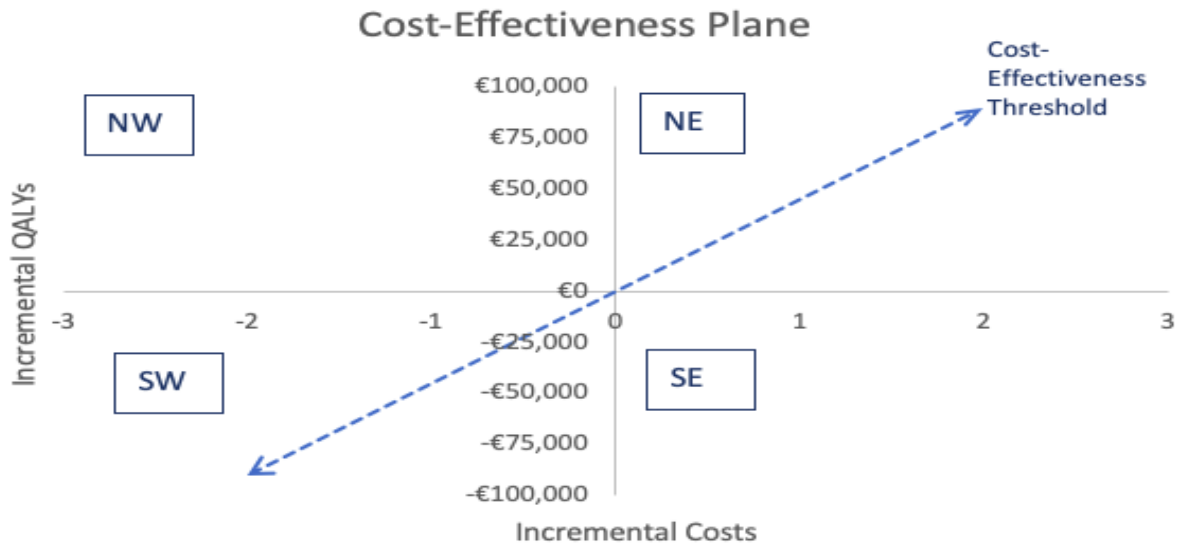 Cost-Effectiveness Plane
Cost-
Effectiveness
Threshold
NW
NE
€100,000
€75,000
€50,000
€25,000
€0
-3
-2
-1
0
1
2
3
-€25,000
-€50,000
-€75,000
-€100,000
SW
SE
Incremental QALYs
Incremental Costs